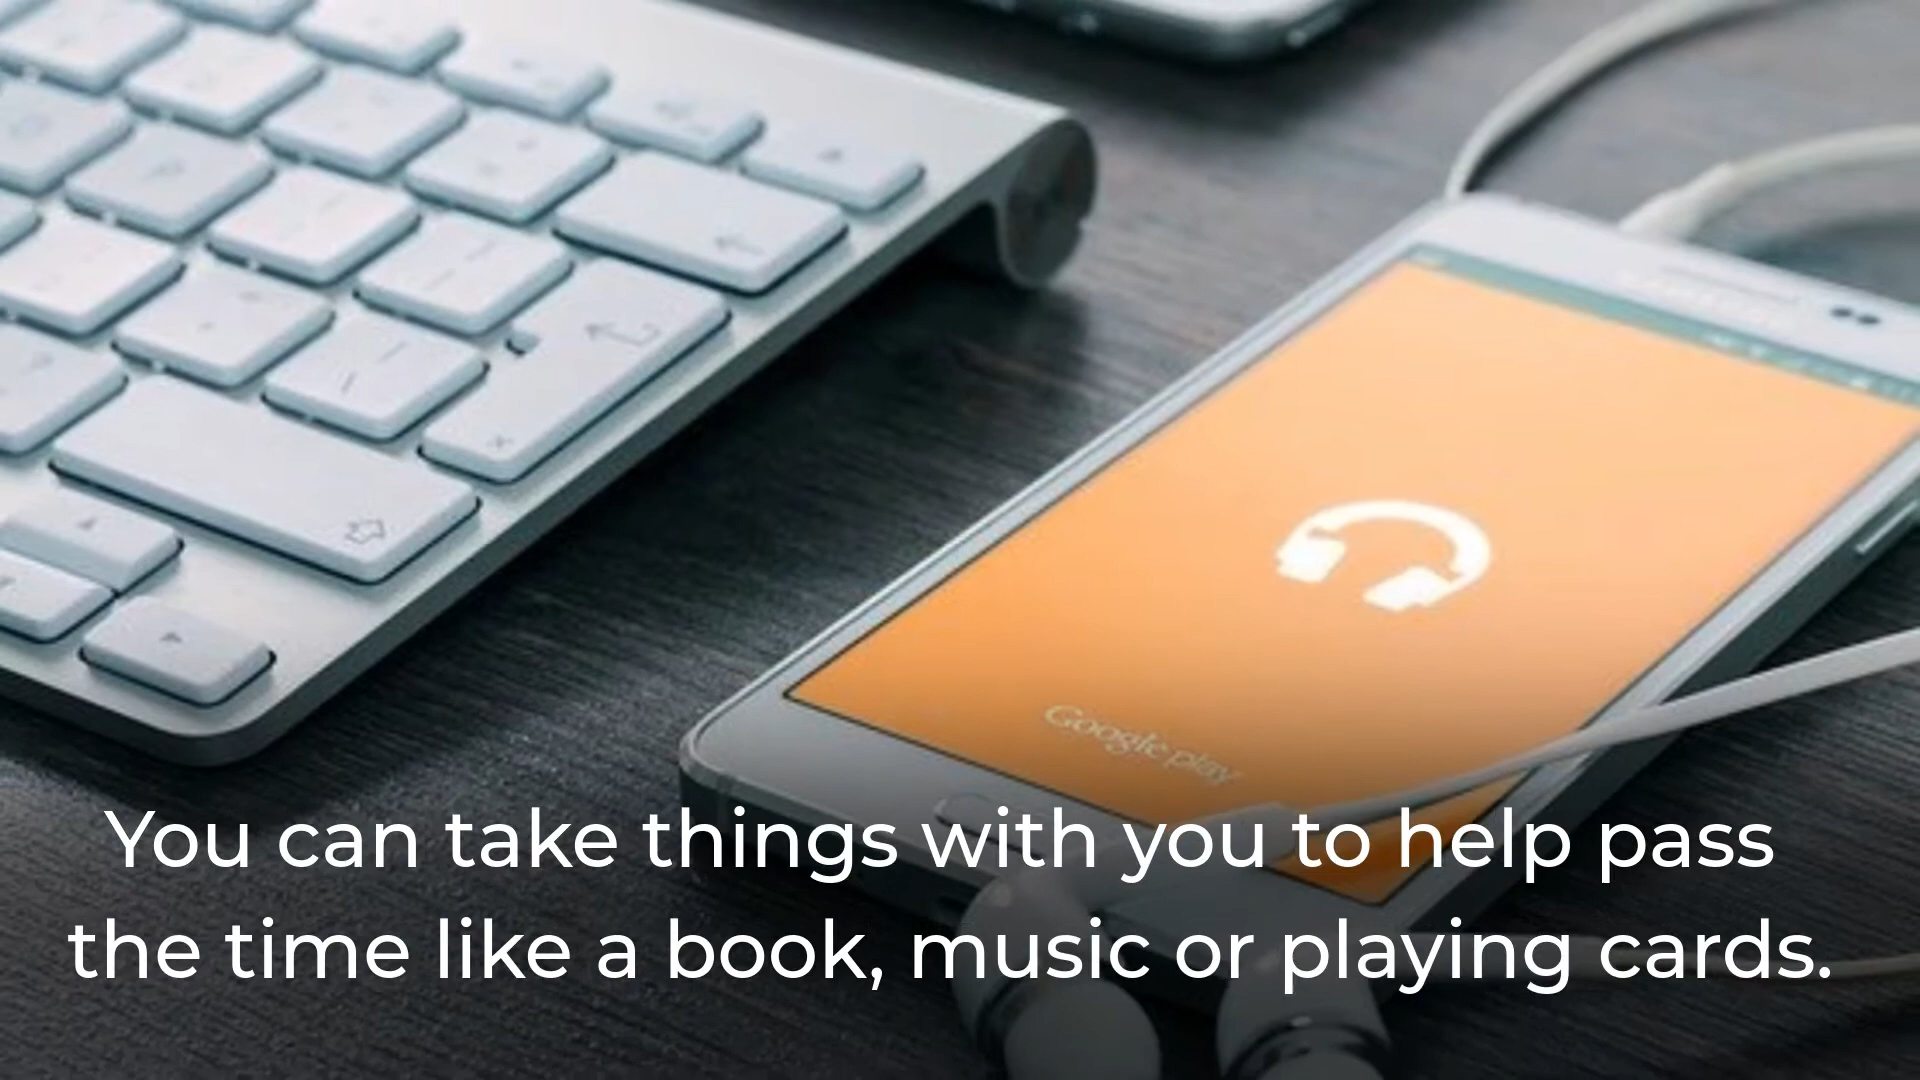 Google play
You can take things with you to help pass
the time like a book, music or playing cards.